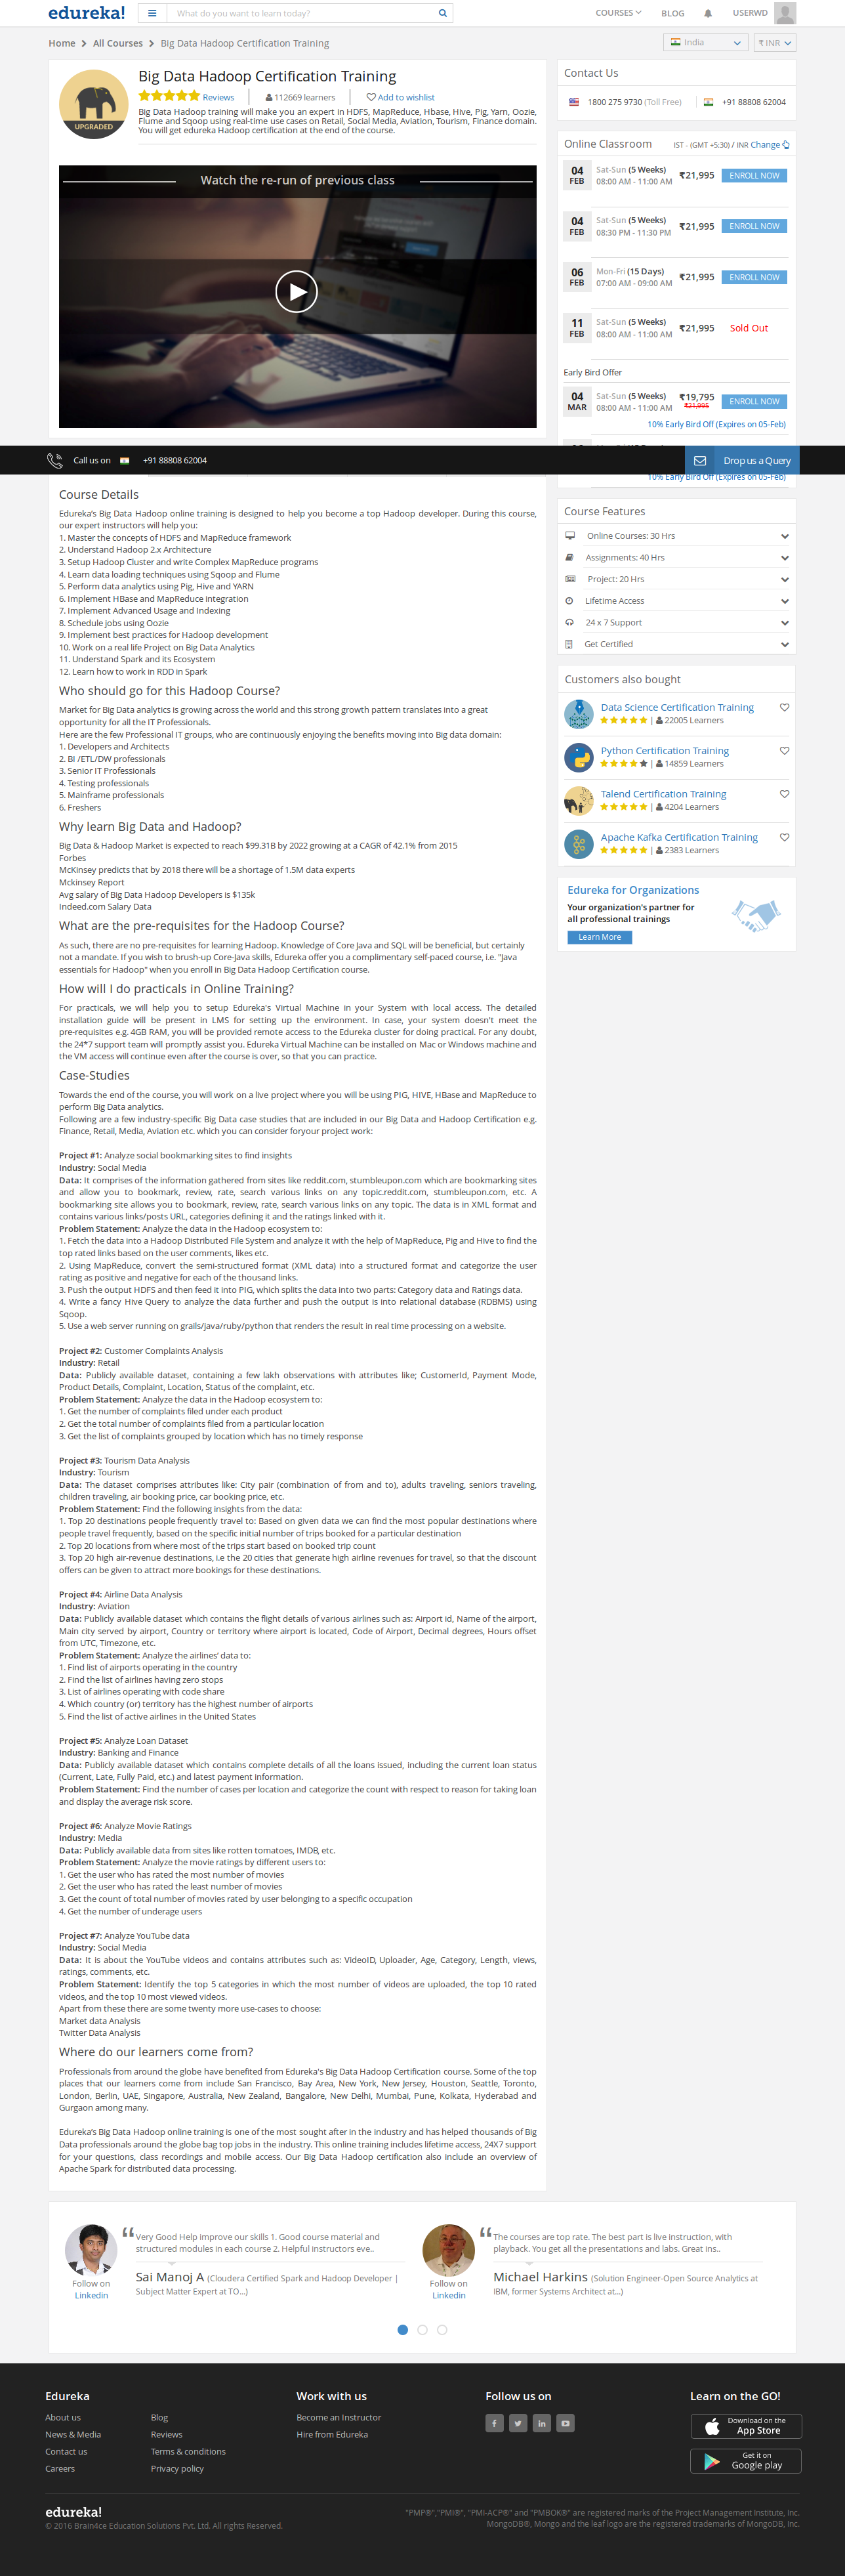 edureka!
What do you want to learn today?
COURSES
BLOG
USERWD
Home > All Courses > Big Data Hadoop Certification Training
India
₹ INR
UPGRADED
Big Data Hadoop Certification Training
Reviews
112669 learners
Add to wishlist
Big Data Hadoop training will make you an expert in HDFS, MapReduce, Hbase, Hive, Pig, Yarn, Oozie,
Flume and Sqoop using real-time use cases on Retail, Social Media, Aviation, Tourism, Finance domain.
You will get edureka Hadoop certification at the end of the course.
Watch the re-run of previous class
Contact Us
1800 275 9730 (Toll Free)
+91 88808 62004
Online Classroom
IST - (GMT +5:30) / INR Change
04 FEB Sat-Sun (5 Weeks) 08:00 AM - 11:00 AM ₹21,995 ENROLL NOW
04 FEB Sat-Sun (5 Weeks) 08:30 PM - 11:30 PM ₹21,995 ENROLL NOW
06 FEB Mon-Fri (15 Days) 07:00 AM - 09:00 AM ₹21,995 ENROLL NOW
11 FEB Sat-Sun (5 Weeks) 08:00 AM - 11:00 AM ₹21,995 Sold Out
Early Bird Offer
04 MAR Sat-Sun (5 Weeks) 08:00 AM - 11:00 AM ₹19,795 ₹21,995 ENROLL NOW
10% Early Bird Off (Expires on 05-Feb)
Call us on
+91 88808 62004
Drop us a Query
10% Early Bird Off (Expires on 05-Feb)
Course Details
Edureka's Big Data Hadoop online training is designed to help you become a top Hadoop developer. During this course,
our expert instructors will help you:
1. Master the concepts of HDFS and MapReduce framework
2. Understand Hadoop 2.x Architecture
3. Setup Hadoop Cluster and write Complex MapReduce programs
4. Learn data loading techniques using Sqoop and Flume
5. Perform data analytics using Pig, Hive and YARN
6. Implement HBase and MapReduce integration
7. Implement Advanced Usage and Indexing
8. Schedule jobs using Oozie
9. Implement best practices for Hadoop development
10. Work on a real life Project on Big Data Analytics
11. Understand Spark and its Ecosystem
12. Learn how to work in RDD in Spark
Who should go for this Hadoop Course?
Market for Big Data analytics is growing across the world and this strong growth pattern translates into a great
opportunity for all the IT Professionals.
Here are the few Professional IT groups, who are continuously enjoying the benefits moving into Big data domain:
1. Developers and Architects
2. BI /ETL/DW professionals
3. Senior IT Professionals
4. Testing professionals
5. Mainframe professionals
6. Freshers
Why learn Big Data and Hadoop?
Big Data & Hadoop Market is expected to reach $99.31B by 2022 growing at a CAGR of 42.1% from 2015
Forbes
McKinsey predicts that by 2018 there will be a shortage of 1.5M data experts
Mckinsey Report
Avg salary of Big Data Hadoop Developers is $135k
Indeed.com Salary Data
What are the pre-requisites for the Hadoop Course?
As such, there are no pre-requisites for learning Hadoop. Knowledge of Core Java and SQL will be beneficial, but certainly
not a mandate. If you wish to brush-up Core-Java skills, Edureka offer you a complimentary self-paced course, i.e. "Java
essentials for Hadoop" when you enroll in Big Data Hadoop Certification course.
How will I do practicals in Online Training?
For practicals, we will help you to setup Edureka's Virtual Machine in your System with local access. The detailed
installation guide will be present in LMS for setting up the environment. In case, your system doesn't meet the
pre-requisites e.g. 4GB RAM, you will be provided remote access to the Edureka cluster for doing practical. For any doubt,
the 24*7 support team will promptly assist you. Edureka Virtual Machine can be installed on Mac or Windows machine and
the VM access will continue even after the course is over, so that you can practice.
Case-Studies
Towards the end of the course, you will work on a live project where you will be using PIG, HIVE, HBase and MapReduce to
perform Big Data analytics.
Following are a few industry-specific Big Data case studies that are included in our Big Data and Hadoop Certification e.g.
Finance, Retail, Media, Aviation etc. which you can consider foryour project work:
Project #1: Analyze social bookmarking sites to find insights
Industry: Social Media
Data: It comprises of the information gathered from sites like reddit.com, stumbleupon.com which are bookmarking sites
and allow you to bookmark, review, rate, search various links on any topic.reddit.com, stumbleupon.com, etc. A
bookmarking site allows you to bookmark, review, rate, search various links on any topic. The data is in XML format and
contains various links/posts URL, categories defining it and the ratings linked with it.
Problem Statement: Analyze the data in the Hadoop ecosystem to:
1. Fetch the data into a Hadoop Distributed File System and analyze it with the help of MapReduce, Pig and Hive to find the
top rated links based on the user comments, likes etc.
2. Using MapReduce, convert the semi-structured format (XML data) into a structured format and categorize the user
rating as positive and negative for each of the thousand links.
3. Push the output HDFS and then feed it into PIG, which splits the data into two parts: Category data and Ratings data.
4. Write a fancy Hive Query to analyze the data further and push the output is into relational database (RDBMS) using
Sqoop.
5. Use a web server running on grails/java/ruby/python that renders the result in real time processing on a website.
Project #2: Customer Complaints Analysis
Industry: Retail
Data: Publicly available dataset, containing a few lakh observations with attributes like; CustomerId, Payment Mode,
Product Details, Complaint, Location, Status of the complaint, etc.
Problem Statement: Analyze the data in the Hadoop ecosystem to:
1. Get the number of complaints filed under each product
2. Get the total number of complaints filed from a particular location
3. Get the list of complaints grouped by location which has no timely response
Project #3: Tourism Data Analysis
Industry: Tourism
Data: The dataset comprises attributes like: City pair (combination of from and to), adults traveling, seniors traveling,
children traveling, air booking price, car booking price, etc.
Problem Statement: Find the following insights from the data:
1. Top 20 destinations people frequently travel to: Based on given data we can find the most popular destinations where
people travel frequently, based on the specific initial number of trips booked for a particular destination
2. Top 20 locations from where most of the trips start based on booked trip count
3. Top 20 high air-revenue destinations, i.e the 20 cities that generate high airline revenues for travel, so that the discount
offers can be given to attract more bookings for these destinations.
Project #4: Airline Data Analysis
Industry: Aviation
Data: Publicly available dataset which contains the flight details of various airlines such as: Airport id, Name of the airport,
Main city served by airport, Country or territory where airport is located, Code of Airport, Decimal degrees, Hours offset
from UTC, Timezone, etc.
Problem Statement: Analyze the airlines' data to:
1. Find list of airports operating in the country
2. Find the list of airlines having zero stops
3. List of airlines operating with code share
4. Which country (or) territory has the highest number of airports
5. Find the list of active airlines in the United States
Project #5: Analyze Loan Dataset
Industry: Banking and Finance
Data: Publicly available dataset which contains complete details of all the loans issued, including the current loan status
(Current, Late, Fully Paid, etc.) and latest payment information.
Problem Statement: Find the number of cases per location and categorize the count with respect to reason for taking loan
and display the average risk score.
Project #6: Analyze Movie Ratings
Industry: Media
Data: Publicly available data from sites like rotten tomatoes, IMDB, etc.
Problem Statement: Analyze the movie ratings by different users to:
1. Get the user who has rated the most number of movies
2. Get the user who has rated the least number of movies
3. Get the count of total number of movies rated by user belonging to a specific occupation
4. Get the number of underage users
Project #7: Analyze YouTube data
Industry: Social Media
Data: It is about the YouTube videos and contains attributes such as: VideoID, Uploader, Age, Category, Length, views,
ratings, comments, etc.
Problem Statement: Identify the top 5 categories in which the most number of videos are uploaded, the top 10 rated
videos, and the top 10 most viewed videos.
Apart from these there are some twenty more use-cases to choose:
Market data Analysis
Twitter Data Analysis
Where do our learners come from?
Professionals from around the globe have benefited from Edureka's Big Data Hadoop Certification course. Some of the top
places that our learners come from include San Francisco, Bay Area, New York, New Jersey, Houston, Seattle, Toronto,
London, Berlin, UAE, Singapore, Australia, New Zealand, Bangalore, New Delhi, Mumbai, Pune, Kolkata, Hyderabad and
Gurgaon among many.
Edureka's Big Data Hadoop online training is one of the most sought after in the industry and has helped thousands of Big
Data professionals around the globe bag top jobs in the industry. This online training includes lifetime access, 24X7 support
for your questions, class recordings and mobile access. Our Big Data Hadoop certification also include an overview of
Apache Spark for distributed data processing.
Course Features
Online Courses: 30 Hrs
Assignments: 40 Hrs
Project: 20 Hrs
Lifetime Access
24 x 7 Support
Get Certified
Customers also bought
Data Science Certification Training
| 22005 Learners
Python Certification Training
| 14859 Learners
Talend Certification Training
| 4204 Learners
Apache Kafka Certification Training
| 2383 Learners
Edureka for Organizations
Your organization's partner for
all professional trainings
Learn More
Follow on
Linkedin
“ Very Good Help improve our skills 1. Good course material and
structured modules in each course 2. Helpful instructors eve..
Sai Manoj A (Cloudera Certified Spark and Hadoop Developer |
Subject Matter Expert at TO...)
Follow on
Linkedin
“ The courses are top rate. The best part is live instruction, with
playback. You get all the presentations and labs. Great ins..
Michael Harkins (Solution Engineer-Open Source Analytics at
IBM, former Systems Architect at...)
Edureka
About us
News & Media
Contact us
Careers
Blog
Reviews
Terms & conditions
Privacy policy
Work with us
Become an Instructor
Hire from Edureka
Follow us on
Learn on the GO!
Download on the
App Store
Get it on
Google play
edureka!
© 2016 Brain4ce Education Solutions Pvt. Ltd. All rights Reserved.
"PMP®","PMI®", "PMI-ACP®" and "PMBOK®" are registered marks of the Project Management Institute, Inc.
MongoDB®, Mongo and the leaf logo are the registered trademarks of MongoDB, Inc.